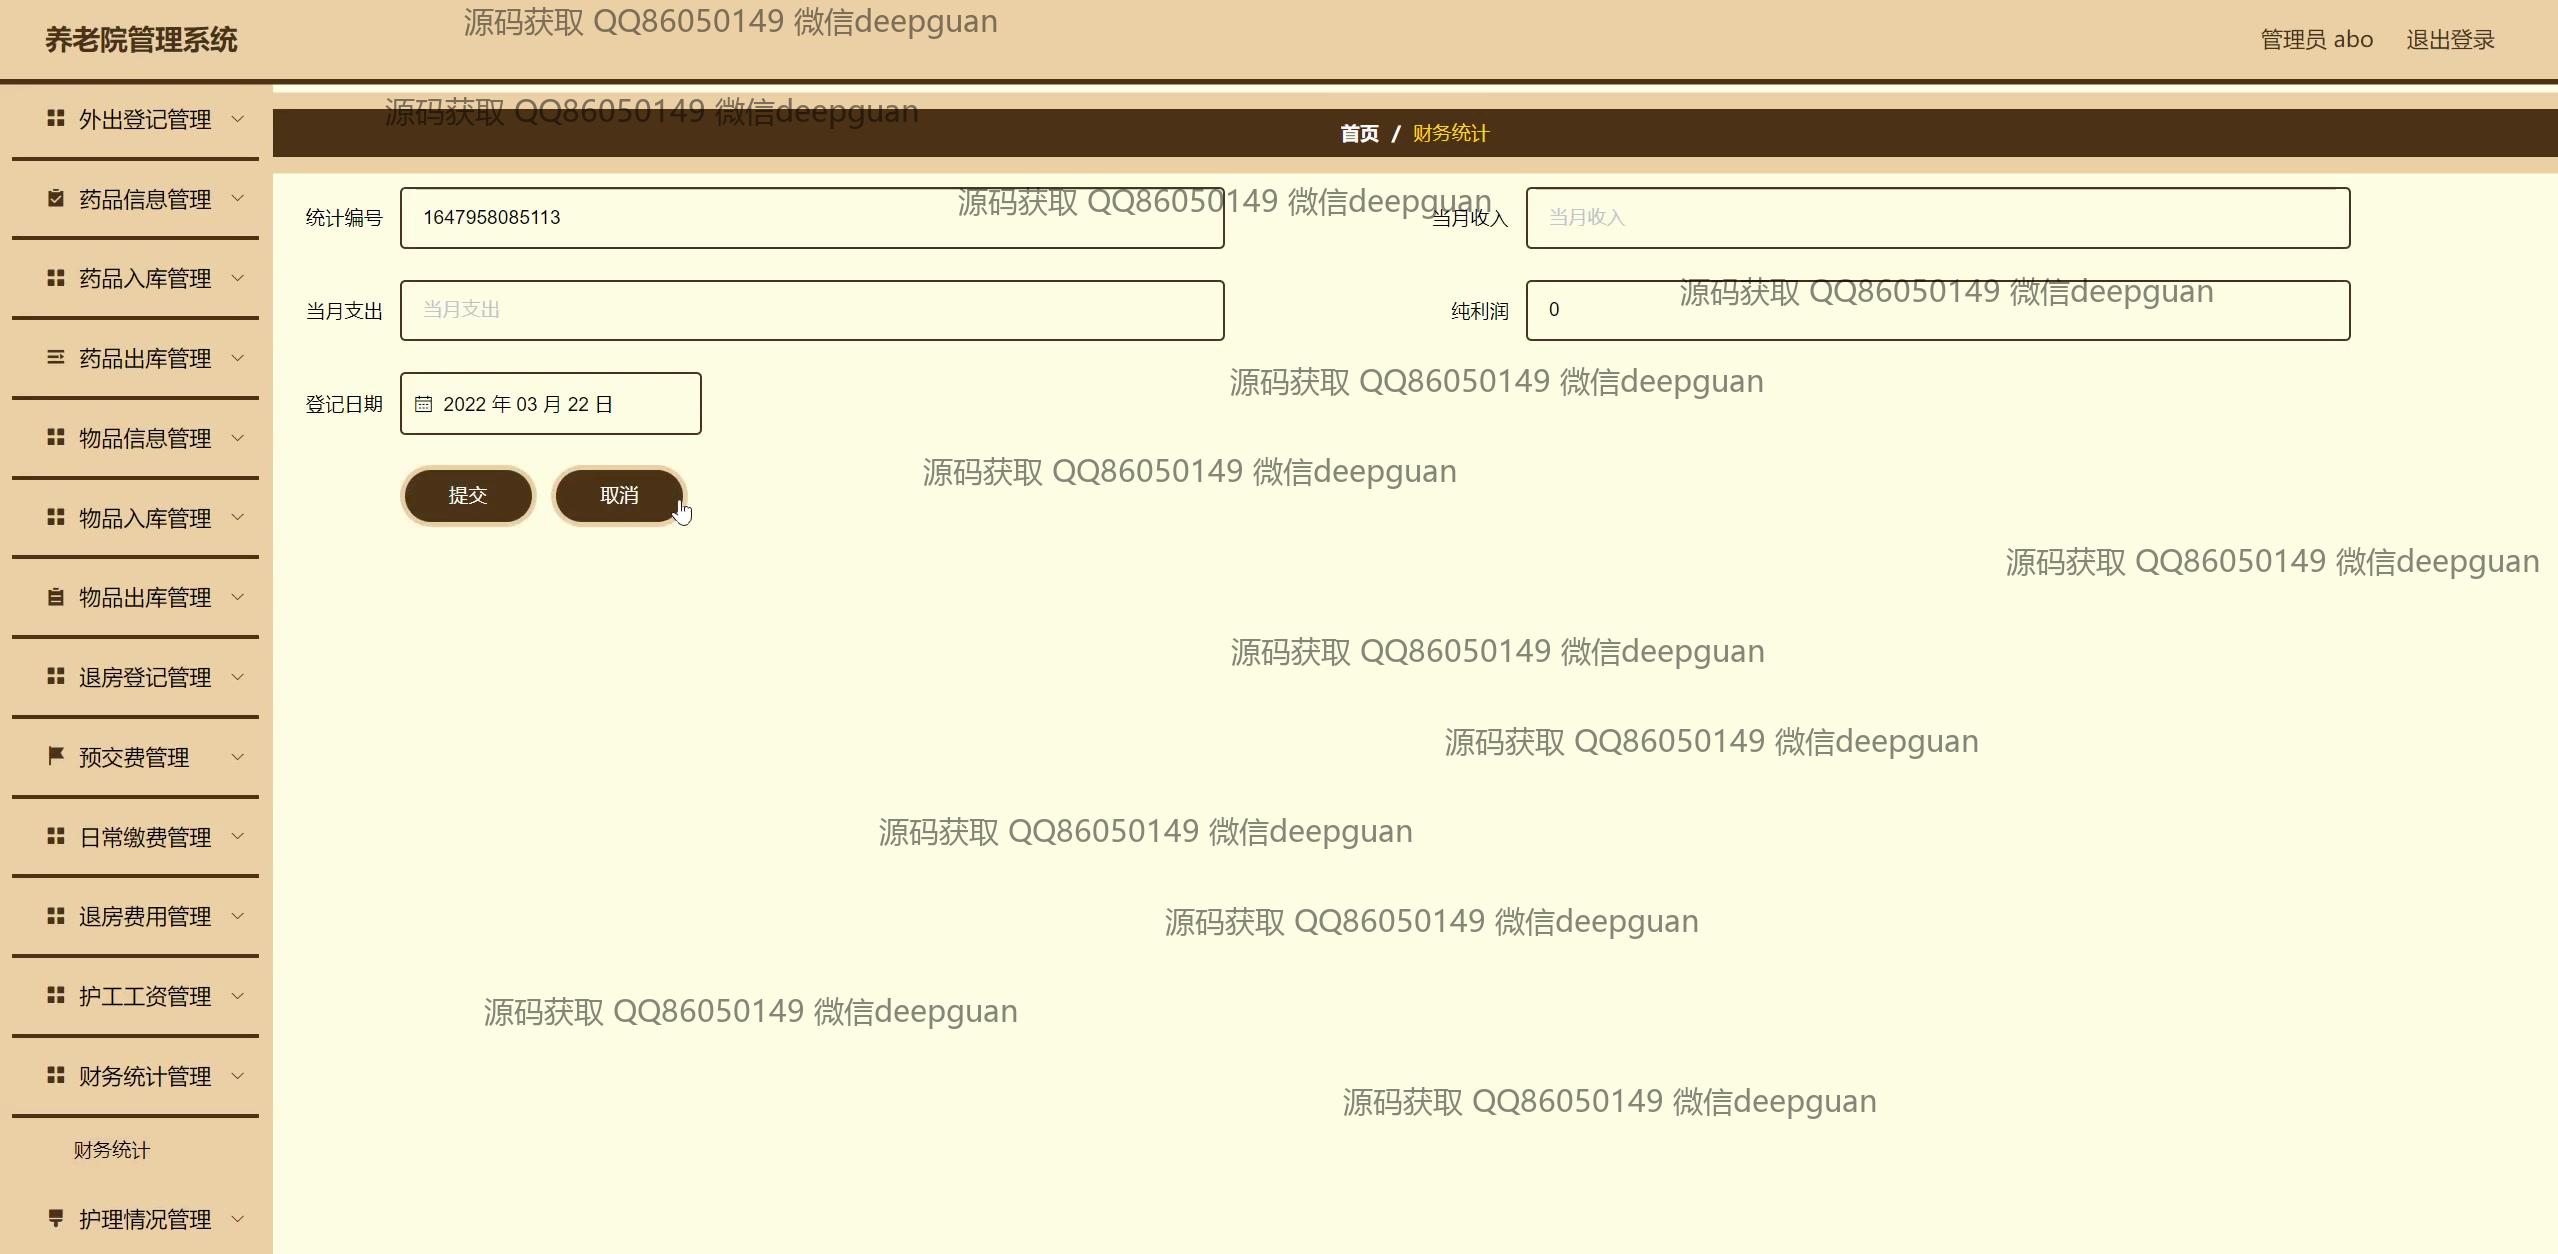 源码获取 QQ86050149 微信deepguan
养老院管理系统
管理员 abo
退出登录
源码获取 QQ86050149 微信deepguan
首页 / 财务统计
外出登记管理
药品信息管理
药品入库管理
药品出库管理
物品信息管理
物品入库管理
物品出库管理
退房登记管理
预交费管理
日常缴费管理
退房费用管理
护工工资管理
财务统计管理
财务统计
护理情况管理
源码获取 QQ86050149 微信deepguan
统计编号 1647958085113
当月收入 当月收入
源码获取 QQ86050149 微信deepguan
当月支出 当月支出
纯利润 0
源码获取 QQ86050149 微信deepguan
登记日期 2022 年 03 月 22 日
源码获取 QQ86050149 微信deepguan
提交 取消
源码获取 QQ86050149 微信deepguan
源码获取 QQ86050149 微信deepguan
源码获取 QQ86050149 微信deepguan
源码获取 QQ86050149 微信deepguan
源码获取 QQ86050149 微信deepguan
源码获取 QQ86050149 微信deepguan
源码获取 QQ86050149 微信deepguan